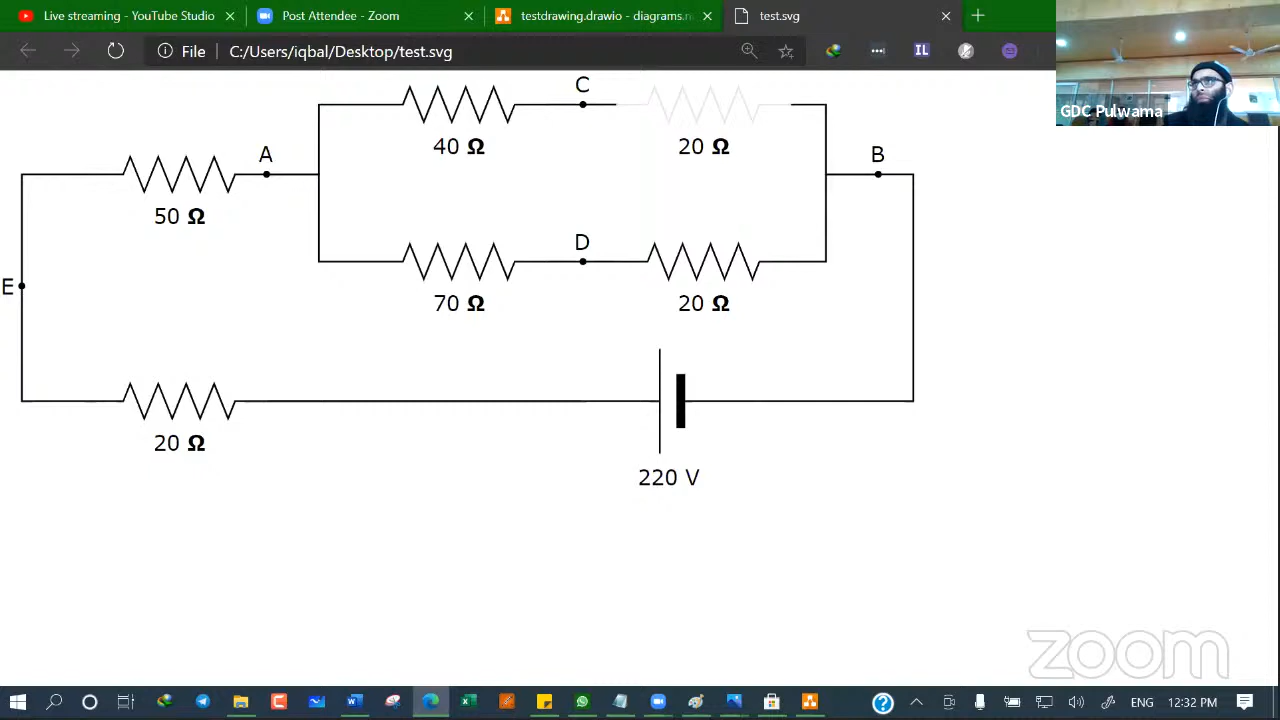 Live streaming - YouTube Studio
Post Attendee - Zoom
testdrawing.drawio - diagrams.n
test.svg
File
C:/Users/iqbal/Desktop/test.svg
IL
GDC Pulwama
C
40 Ω
20 Ω
A
B
50 Ω
D
70 Ω
20 Ω
E
20 Ω
220 V
zoom
ENG
12:32 PM